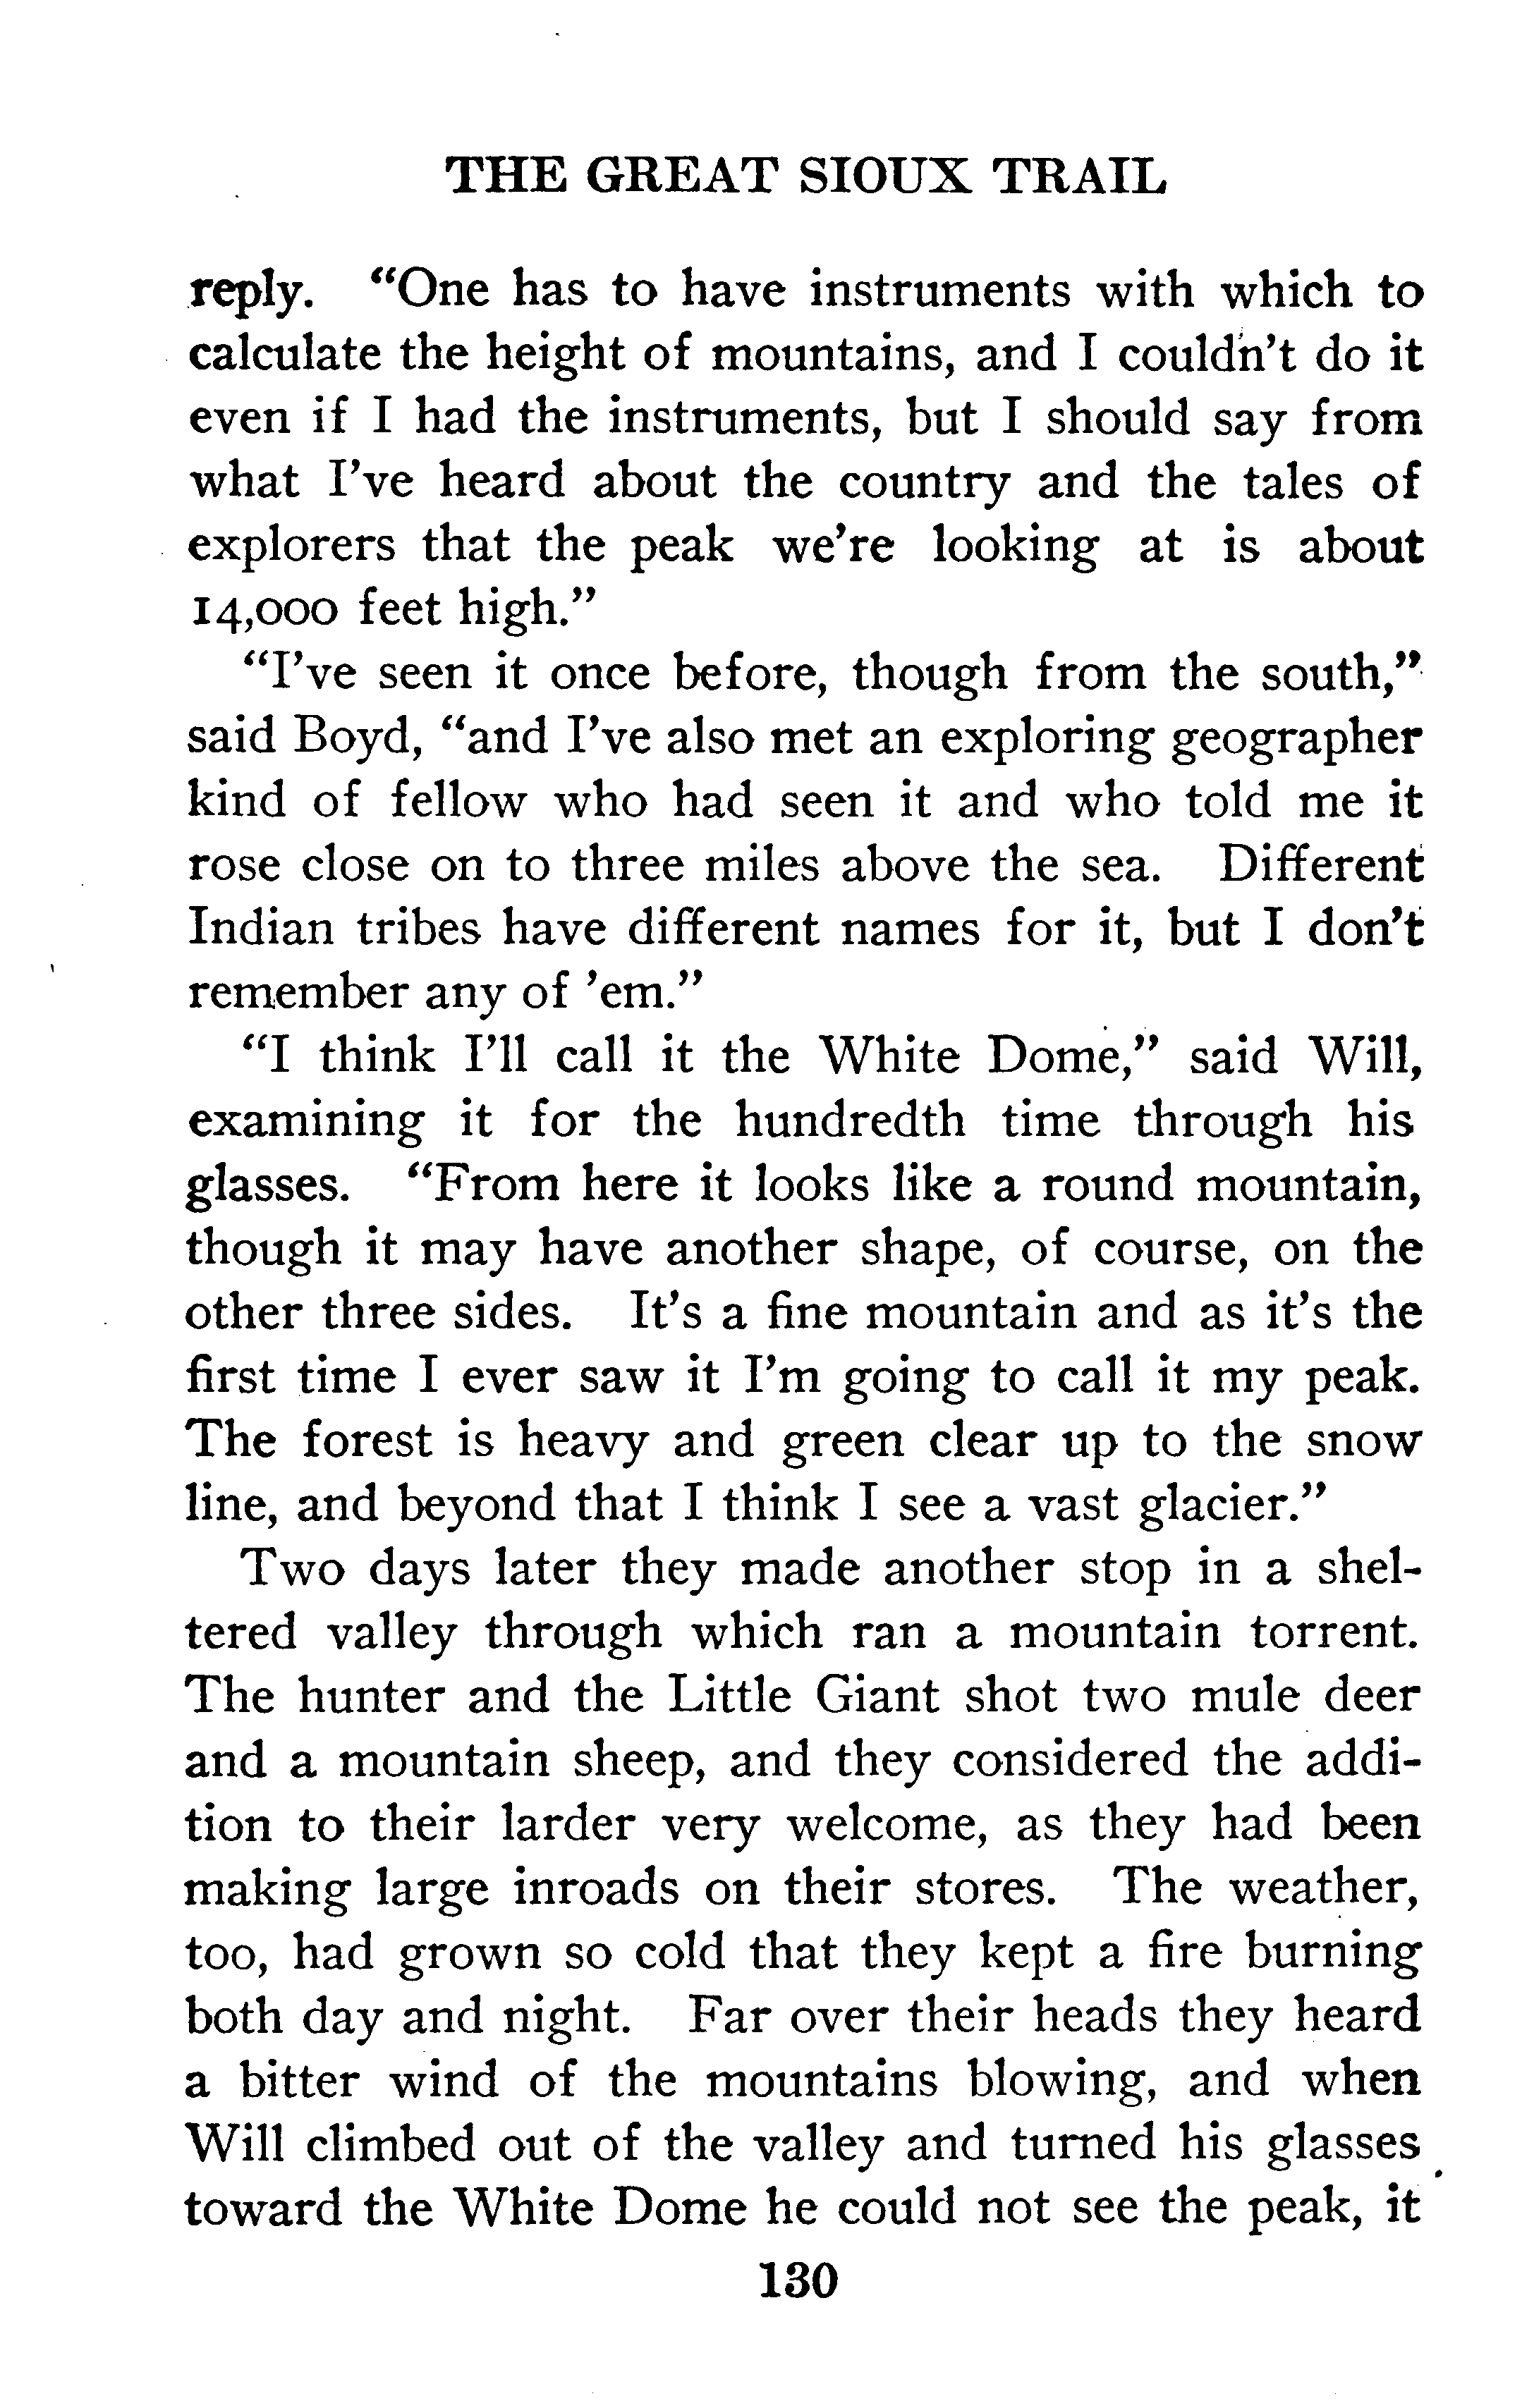 THE GREAT SIOUX TRAIL
reply. "One has to have instruments with which to
calculate the height of mountains, and I couldn't do it
even if I had the instruments, but I should say from
what I've heard about the country and the tales of
explorers that the peak we're looking at is about
14,000 feet high."
"I've seen it once before, though from the south,"
said Boyd, "and I've also met an exploring geographer
kind of fellow who had seen it and who told me it
rose close on to three miles above the sea. Different
Indian tribes have different names for it, but I don't
remember any of 'em."
"I think I'll call it the White Dome," said Will,
examining it for the hundredth time through his
glasses. "From here it looks like a round mountain,
though it may have another shape, of course, on the
other three sides. It's a fine mountain and as it's the
first time I ever saw it I'm going to call it my peak.
The forest is heavy and green clear up to the snow
line, and beyond that I think I see a vast glacier."
Two days later they made another stop in a shel-
tered valley through which ran a mountain torrent.
The hunter and the Little Giant shot two mule deer
and a mountain sheep, and they considered the addi-
tion to their larder very welcome, as they had been
making large inroads on their stores. The weather,
too, had grown so cold that they kept a fire burning
both day and night. Far over their heads they heard
a bitter wind of the mountains blowing, and when
Will climbed out of the valley and turned his glasses
toward the White Dome he could not see the peak, it
130